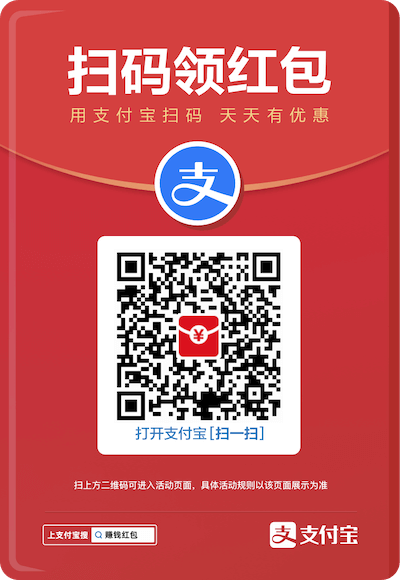 扫码领红包
用支付宝扫码 天天有优惠
支
¥
打开支付宝[扫一扫]
扫上方二维码可进入活动页面，具体活动规则以该页面展示为准
上支付宝搜 赚钱红包
支 支付宝